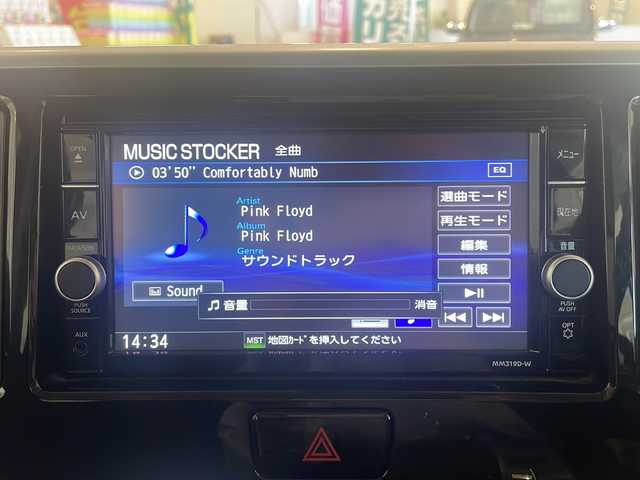 MUSIC STOCKER 全曲
03'50" Comfortably Numb
EQ
Artist
Pink Floyd
Album
Pink Floyd
Genre
サウンドトラック
Sound
選曲モード
再生モード
編集
情報
音量 消音
14:34
MST 地図カードを挿入してください
OPEN
AV
PUSH
SOURCE
AUX
メニュー
現在地
音量
PUSH
AV OFF
OPT
MM319D-W